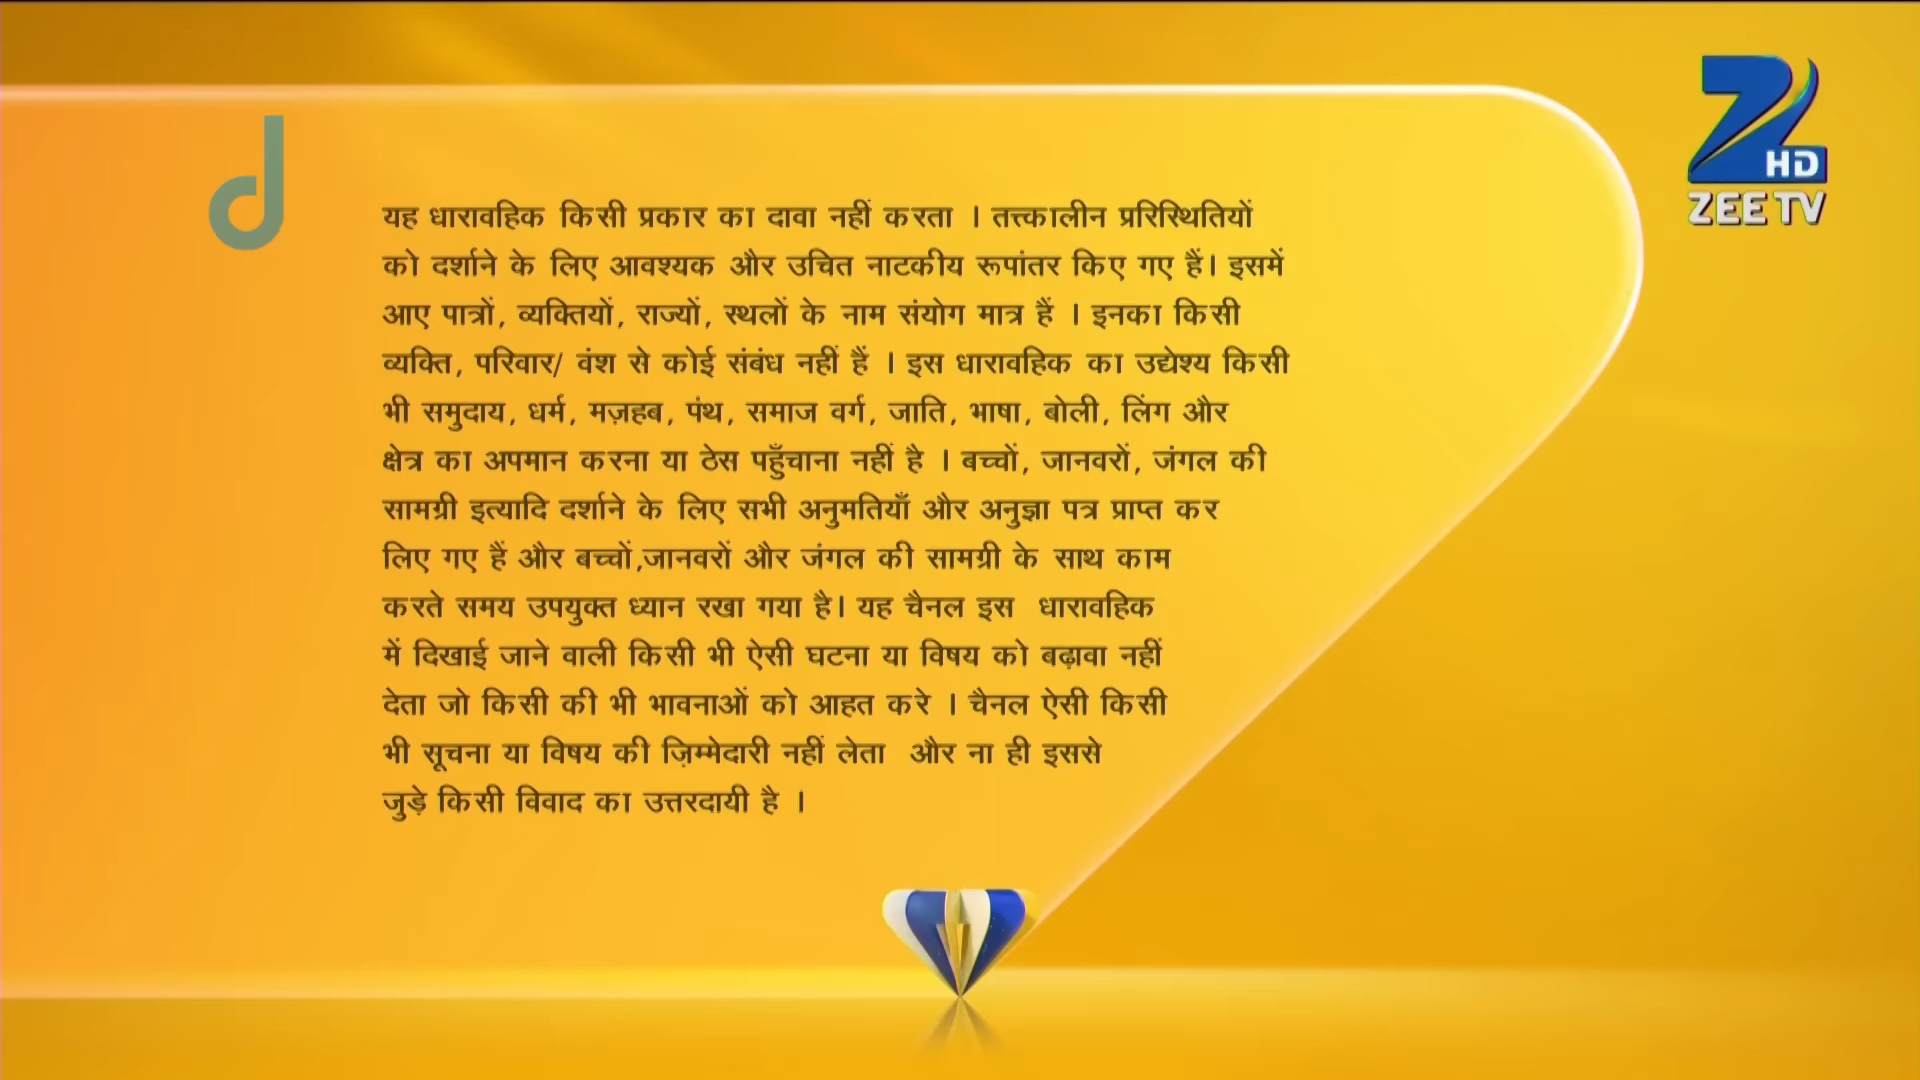 HD
ZEE TV
यह धारावहिक किसी प्रकार का दावा नहीं करता । तत्त्कालीन प्ररिस्थितियों
को दर्शाने के लिए आवश्यक और उचित नाटकीय रूपांतर किए गए हैं। इसमें
आए पात्रों, व्यक्तियों, राज्यों, स्थलों के नाम संयोग मात्र हैं । इनका किसी
व्यक्ति, परिवार/ वंश से कोई संबंध नहीं हैं । इस धारावहिक का उद्येश्य किसी
भी समुदाय, धर्म, मज़हब, पंथ, समाज वर्ग, जाति, भाषा, बोली, लिंग और
क्षेत्र का अपमान करना या ठेस पहुँचाना नहीं है । बच्चों, जानवरों, जंगल की
सामग्री इत्यादि दर्शाने के लिए सभी अनुमतियाँ और अनुज्ञा पत्र प्राप्त कर
लिए गए हैं और बच्चों,जानवरों और जंगल की सामग्री के साथ काम
करते समय उपयुक्त ध्यान रखा गया है। यह चैनल इस धारावहिक
में दिखाई जाने वाली किसी भी ऐसी घटना या विषय को बढ़ावा नहीं
देता जो किसी की भी भावनाओं को आहत करे । चैनल ऐसी किसी
भी सूचना या विषय की ज़िम्मेदारी नहीं लेता और ना ही इससे
जुड़े किसी विवाद का उत्तरदायी है ।